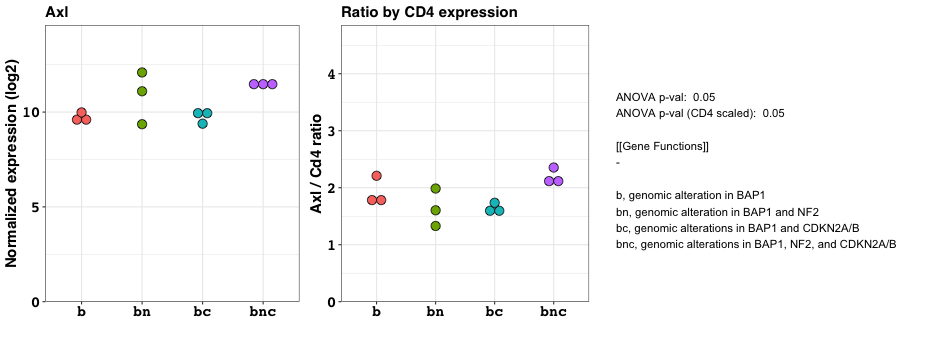 Axl
Normalized expression (log2)
10
5
0
b bn bc bnc
Ratio by CD4 expression
Axl / Cd4 ratio
4
3
2
1
0
b bn bc bnc
ANOVA p-val: 0.05
ANOVA p-val (CD4 scaled): 0.05
[[Gene Functions]]
-
b, genomic alteration in BAP1
bn, genomic alteration in BAP1 and NF2
bc, genomic alterations in BAP1 and CDKN2A/B
bnc, genomic alterations in BAP1, NF2, and CDKN2A/B